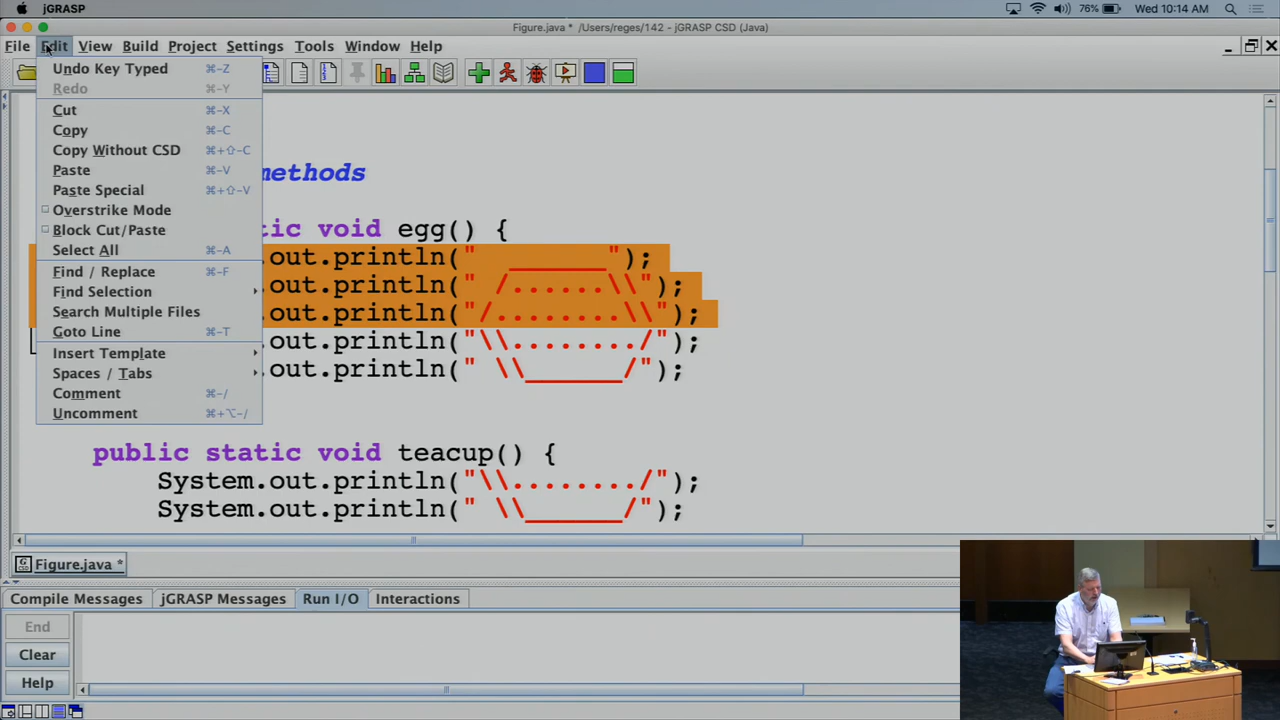 jGRASP
76%
Wed 10:14 AM
Figure.java * /Users/reges/142 - jGRASP CSD (Java)
File Edit View Build Project Settings Tools Window Help
Undo Key Typed ⌘-Z
Redo ⌘-Y
Cut ⌘-X
Copy ⌘-C
Copy Without CSD ⌘+⇧-C
Paste ⌘-V
Paste Special ⌘+⇧-V
Overstrike Mode
Block Cut/Paste
Select All ⌘-A
Find / Replace ⌘-F
Find Selection
Search Multiple Files
Goto Line ⌘-T
Insert Template
Spaces / Tabs
Comment ⌘-/
Uncomment ⌘+⌥-/
methods
tic void egg() {
.out.println("  ______");
.out.println(" /......\\");
.out.println("/........\\");
.out.println("\\......../");
.out.println(" \\______/");
public static void teacup() {
System.out.println("\\......../");
System.out.println(" \\______/");
Figure.java *
Compile Messages jGRASP Messages Run I/O Interactions
End
Clear
Help